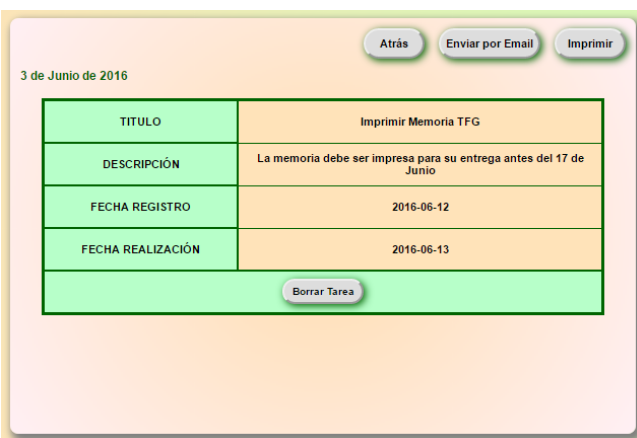 Atrás Enviar por Email Imprimir
3 de Junio de 2016
TITULO Imprimir Memoria TFG
DESCRIPCIÓN La memoria debe ser impresa para su entrega antes del 17 de
Junio
FECHA REGISTRO 2016-06-12
FECHA REALIZACIÓN 2016-06-13
Borrar Tarea